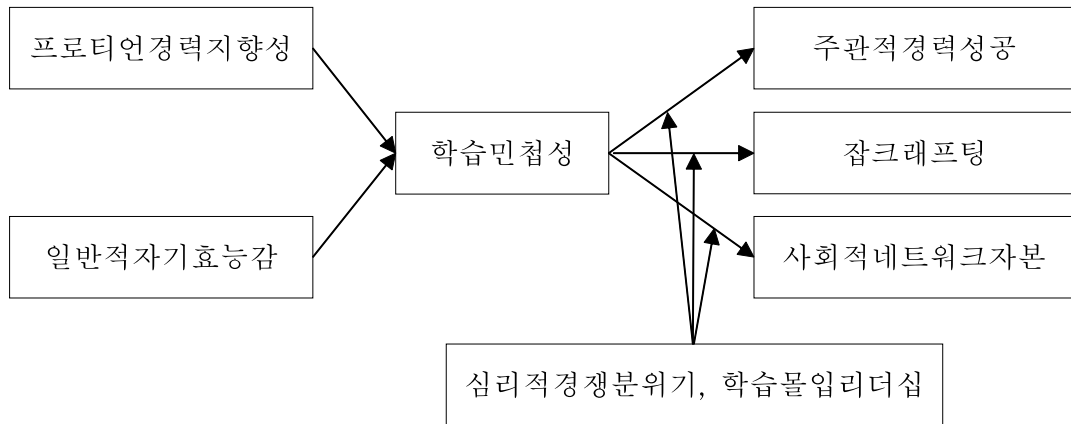 프로티언경력지향성
주관적경력성공
학습민첩성
잡크래프팅
일반적자기효능감
사회적네트워크자본
심리적경쟁분위기, 학습몰입리더십